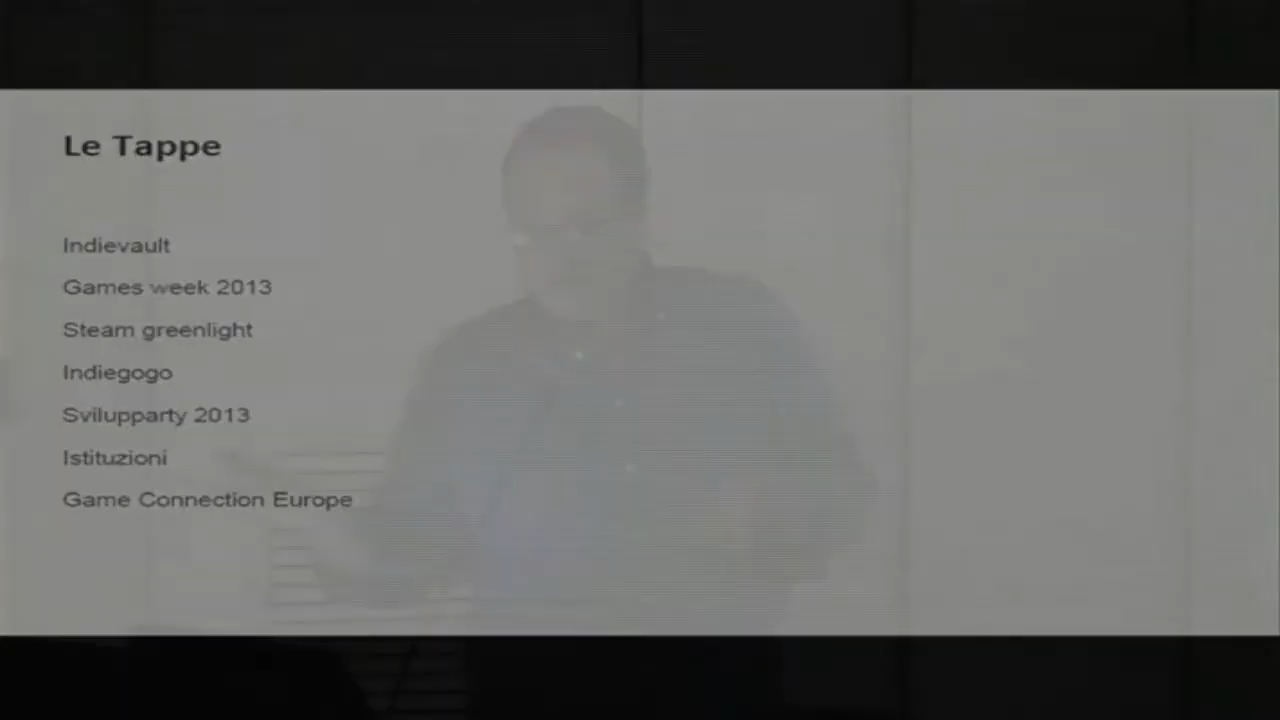 Le Tappe
Indievault
Games week 2013
Steam greenlight
Indiegogo
Svilupparty 2013
Istituzioni
Game Connection Europe